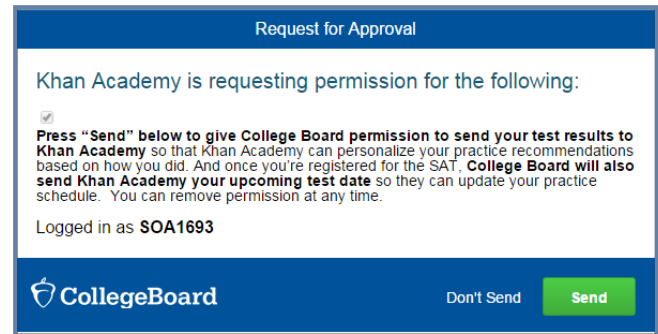 Request for Approval
Khan Academy is requesting permission for the following:
Press “Send” below to give College Board permission to send your test results to
Khan Academy so that Khan Academy can personalize your practice recommendations
based on how you did. And once you're registered for the SAT, College Board will also
send Khan Academy your upcoming test date so they can update your practice
schedule. You can remove permission at any time.
Logged in as SOA1693
CollegeBoard
Don't Send
Send